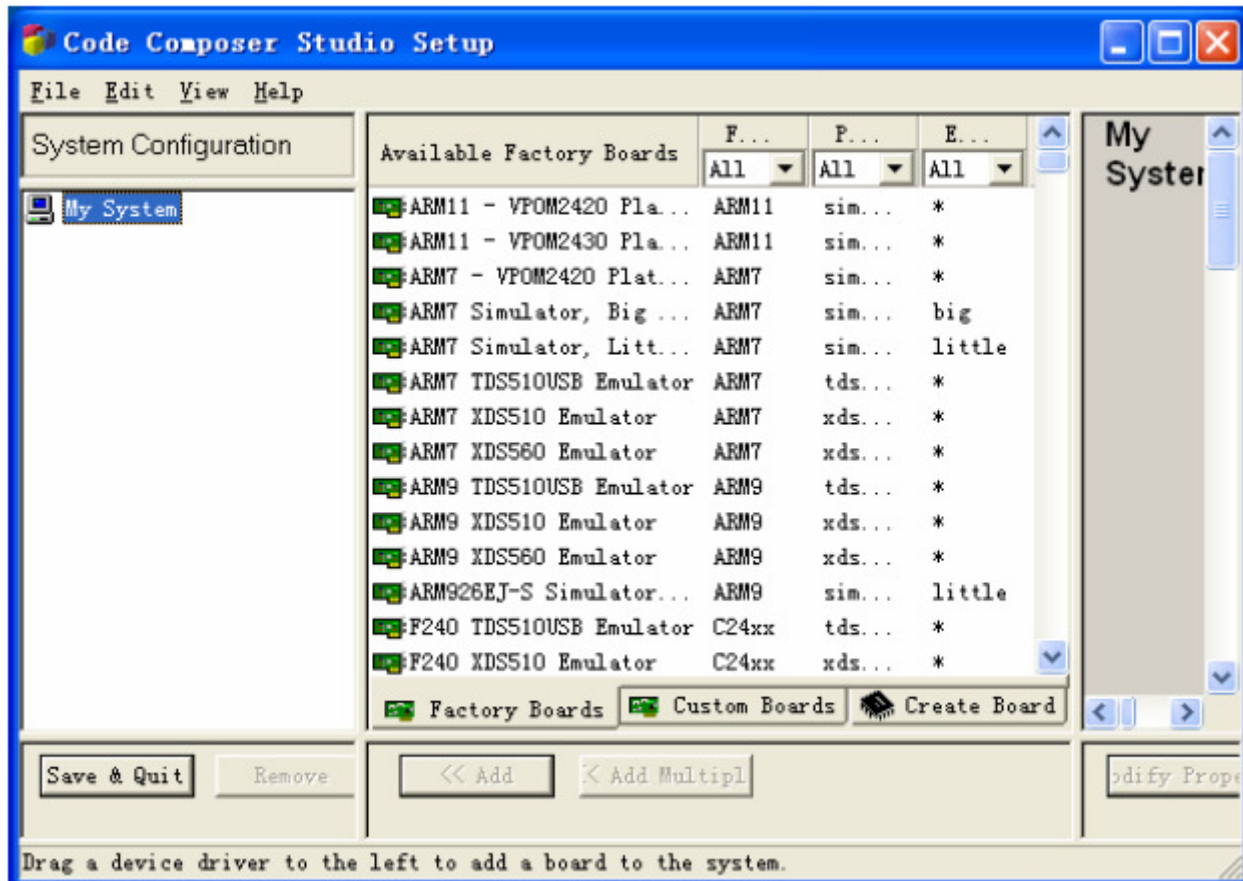 Code Composer Studio Setup
File Edit View Help
System Configuration
My System
Available Factory Boards F... P... E...
All All All
ARM11 - VPOM2420 Pla... ARM11 sim... *
ARM11 - VPOM2430 Pla... ARM11 sim... *
ARM7 - VPOM2420 Plat... ARM7 sim... *
ARM7 Simulator, Big ... ARM7 sim... big
ARM7 Simulator, Litt... ARM7 sim... little
ARM7 TDS510USB Emulator ARM7 tds... *
ARM7 XDS510 Emulator ARM7 xds... *
ARM7 XDS560 Emulator ARM7 xds... *
ARM9 TDS510USB Emulator ARM9 tds... *
ARM9 XDS510 Emulator ARM9 xds... *
ARM9 XDS560 Emulator ARM9 xds... *
ARM926EJ-S Simulator... ARM9 sim... little
F240 TDS510USB Emulator C24xx tds... *
F240 XDS510 Emulator C24xx xds... *
Factory Boards Custom Boards Create Board
My
Syster
Save & Quit Remove << Add < Add Multipl odify Prope
Drag a device driver to the left to add a board to the system.